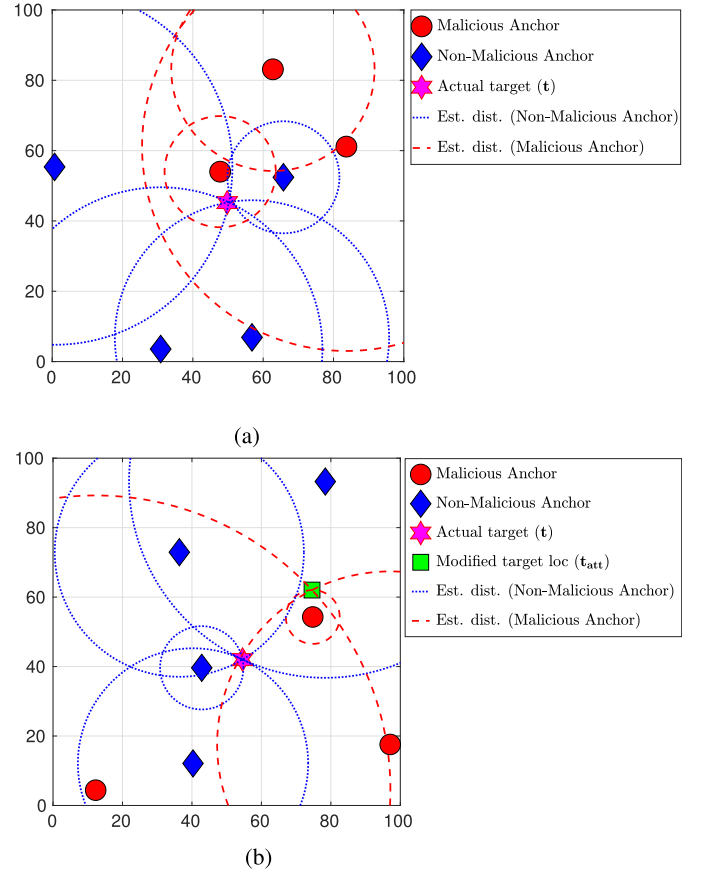 100
80
60
40
20
0
0 20 40 60 80 100
Malicious Anchor
Non-Malicious Anchor
Actual target (t)
Est. dist. (Non-Malicious Anchor)
Est. dist. (Malicious Anchor)
(a)
100
80
60
40
20
0
0 20 40 60 80 100
Malicious Anchor
Non-Malicious Anchor
Actual target (t)
Modified target loc (t_att)
Est. dist. (Non-Malicious Anchor)
Est. dist. (Malicious Anchor)
(b)